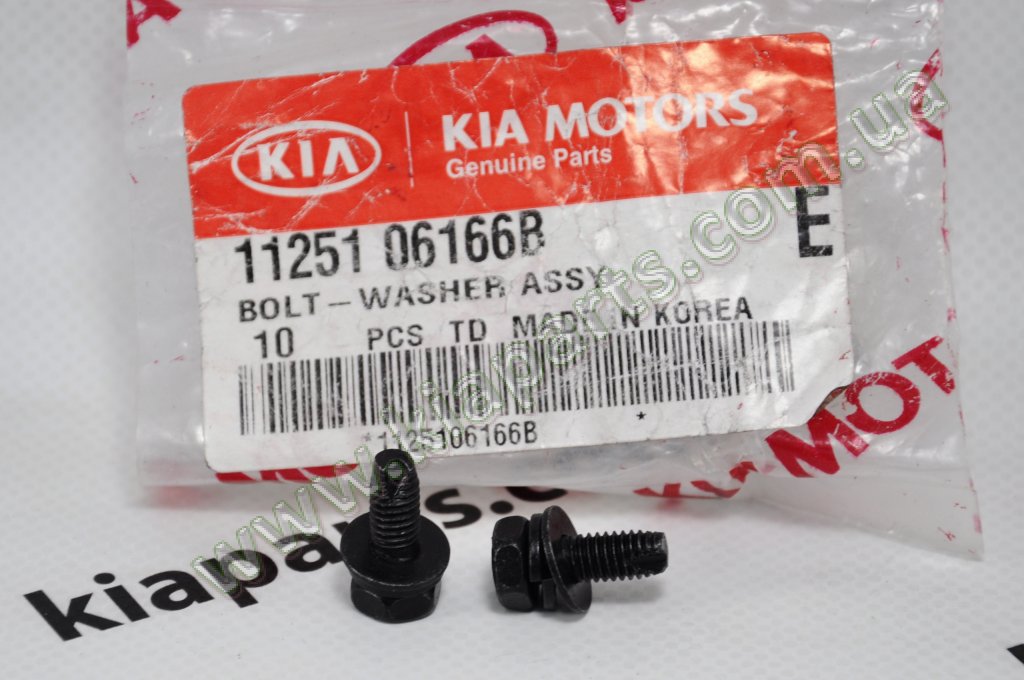 KIA
KIA MOTORS
Genuine Parts
E
11251 06166B
BOLT-WASHER ASSY
10 PCS TD MADE IN KOREA
*
*1125106166B
MOT
www.kiaparts.com.ua
kiaparts.c